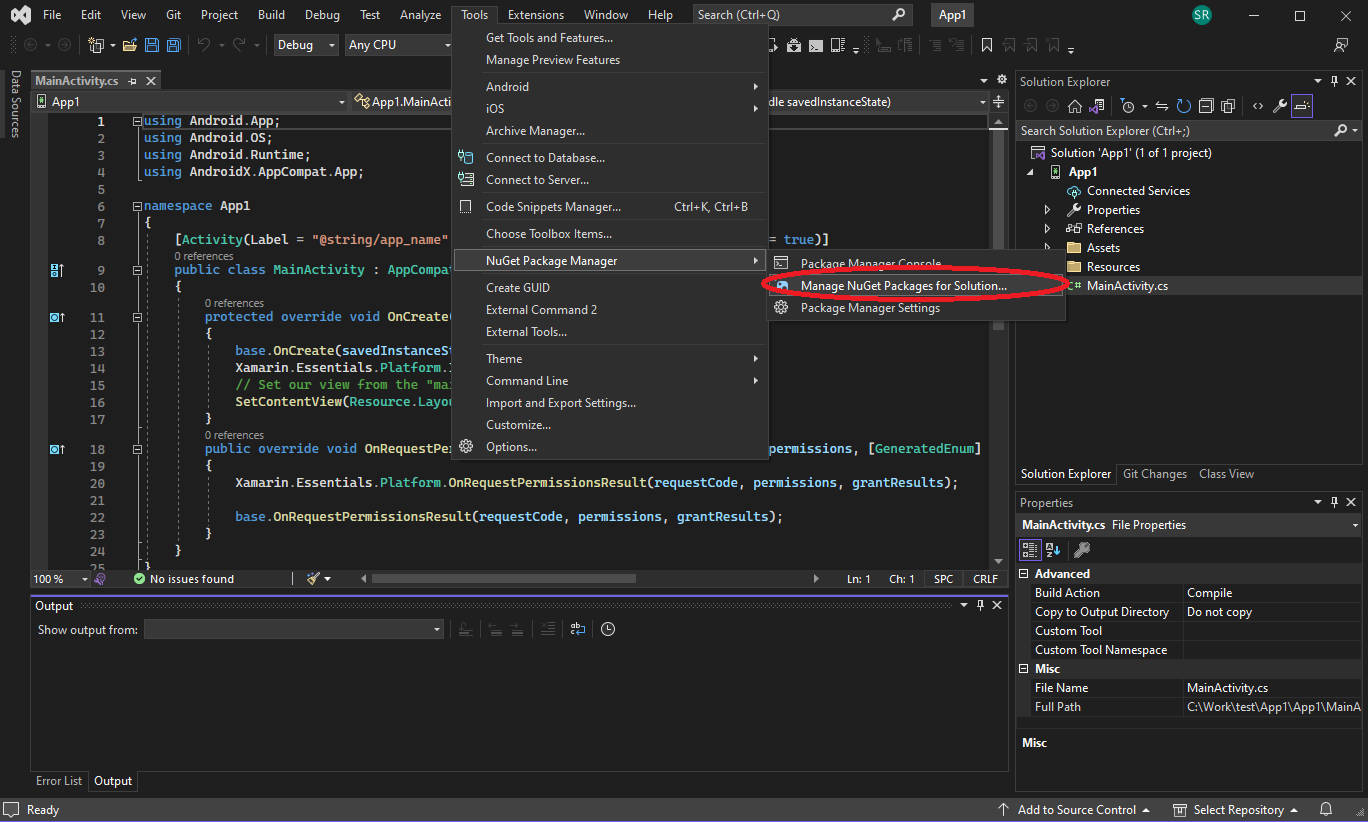 File Edit View Git Project Build Debug Test Analyze Tools Extensions Window Help Search (Ctrl+Q) App1 SR
Debug Any CPU
Data Sources
MainActivity.cs
App1 App1.MainActi dle savedInstanceState)
1 using Android.App;
2 using Android.OS;
3 using Android.Runtime;
4 using AndroidX.AppCompat.App;
5
6 namespace App1
7 {
8 [Activity(Label = "@string/app_name" = true)]
0 references
9 public class MainActivity : AppCompat
10 {
0 references
11 protected override void OnCreate(
12 {
13 base.OnCreate(savedInstanceSt
14 Xamarin.Essentials.Platform.
15 // Set our view from the "mai
16 SetContentView(Resource.Layou
17 }
0 references
18 public override void OnRequestPe permissions, [GeneratedEnum]
19 {
20 Xamarin.Essentials.Platform.OnRequestPermissionsResult(requestCode, permissions, grantResults);
21
22 base.OnRequestPermissionsResult(requestCode, permissions, grantResults);
23 }
24 }
25 }
Get Tools and Features...
Manage Preview Features
Android
iOS
Archive Manager...
Connect to Database...
Connect to Server...
Code Snippets Manager... Ctrl+K, Ctrl+B
Choose Toolbox Items...
NuGet Package Manager
Create GUID
External Command 2
External Tools...
Theme
Command Line
Import and Export Settings...
Customize...
Options...
Package Manager Console
Manage NuGet Packages for Solution...
Package Manager Settings
100 % No issues found Ln: 1 Ch: 1 SPC CRLF
Output
Show output from:
Error List Output
Solution Explorer
Search Solution Explorer (Ctrl+;)
Solution 'App1' (1 of 1 project)
App1
Connected Services
Properties
References
Assets
Resources
C# MainActivity.cs
Solution Explorer Git Changes Class View
Properties
MainActivity.cs File Properties
Advanced
Build Action Compile
Copy to Output Directory Do not copy
Custom Tool
Custom Tool Namespace
Misc
File Name MainActivity.cs
Full Path C:\Work\test\App1\App1\MainA
Misc
Ready Add to Source Control Select Repository